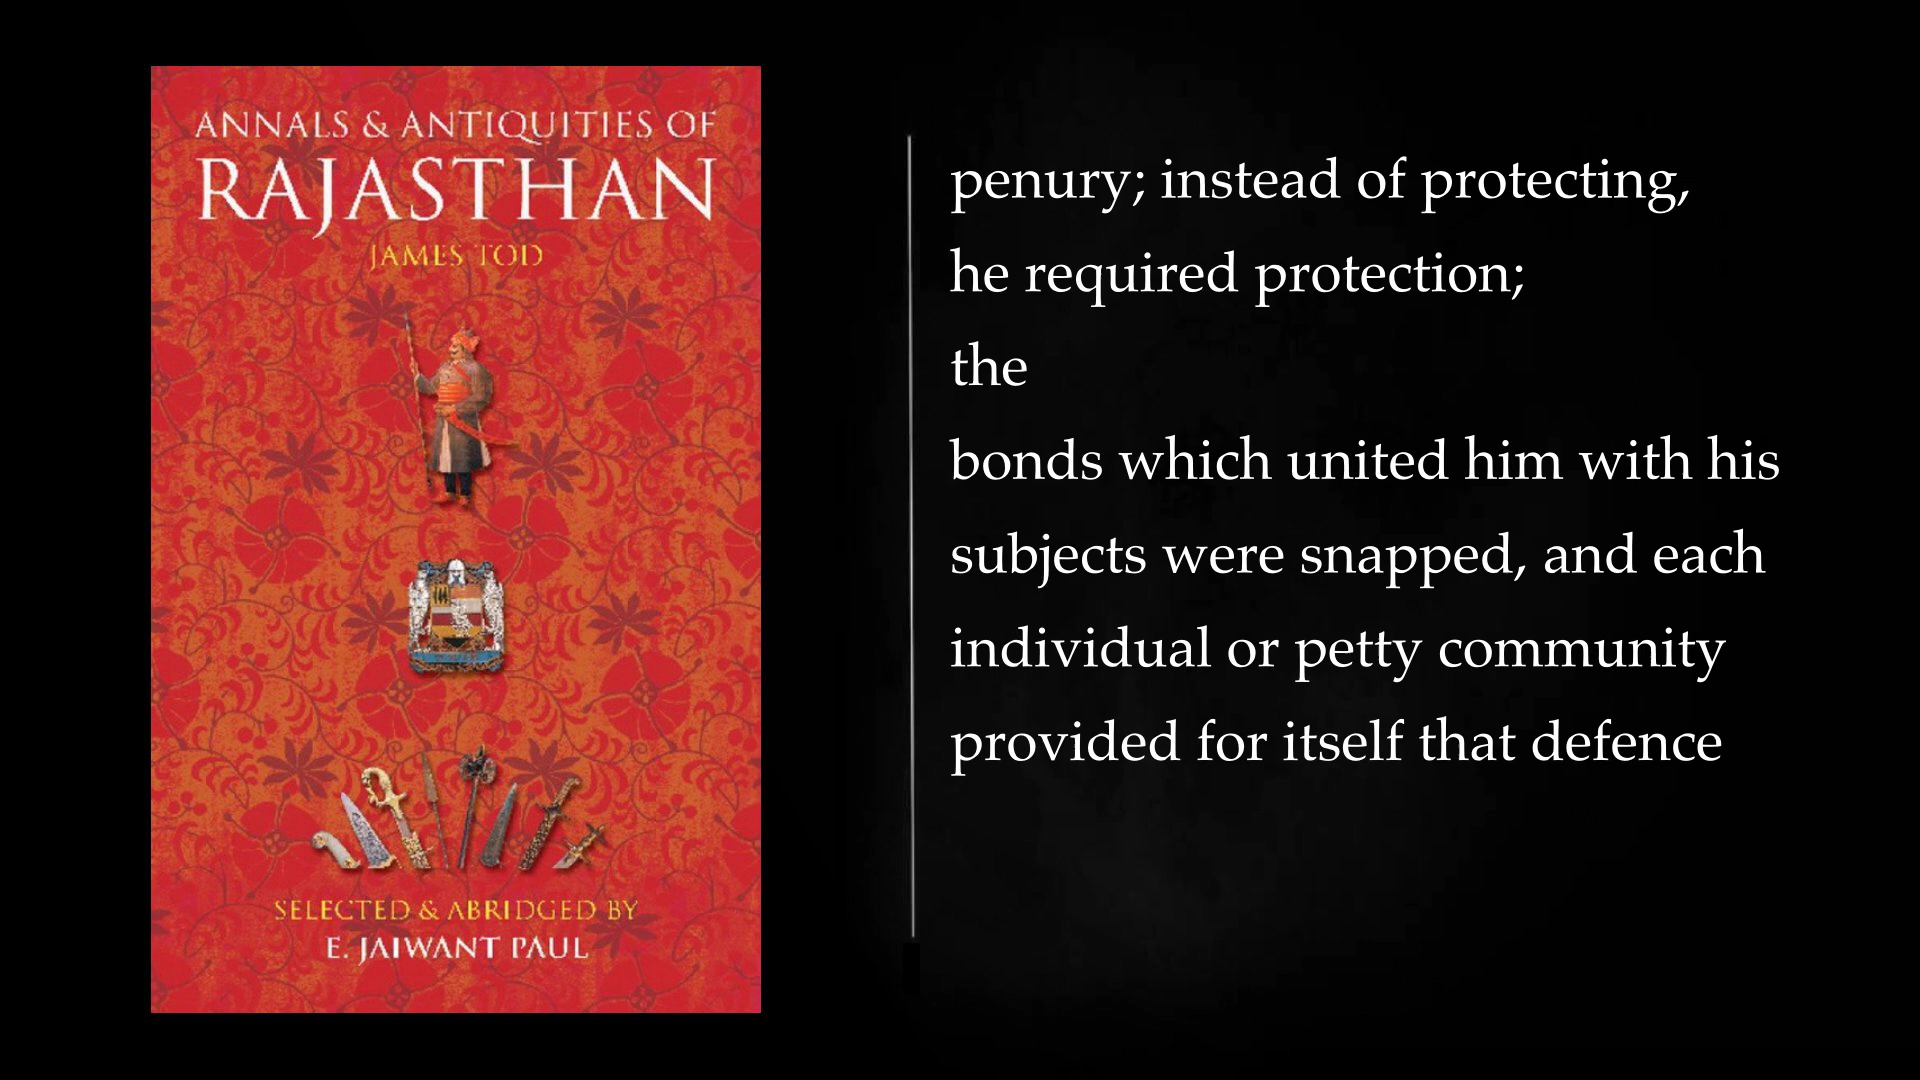 ANNALS & ANTIQUITIES OF
RAJASTHAN
JAMES TOD
SELECTED & ABRIDGED BY
E. JAIWANT PAUL
penury; instead of protecting,
he required protection;
the
bonds which united him with his
subjects were snapped, and each
individual or petty community
provided for itself that defence